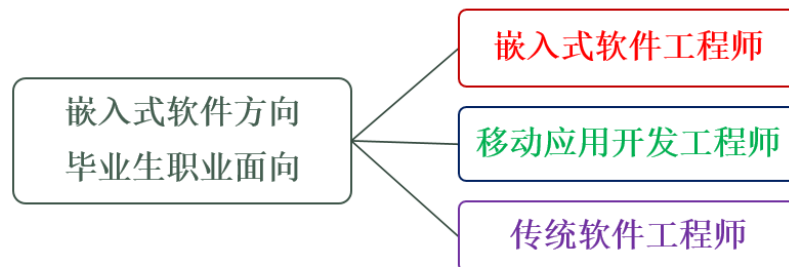 嵌入式软件方向
毕业生职业面向
嵌入式软件工程师
移动应用开发工程师
传统软件工程师